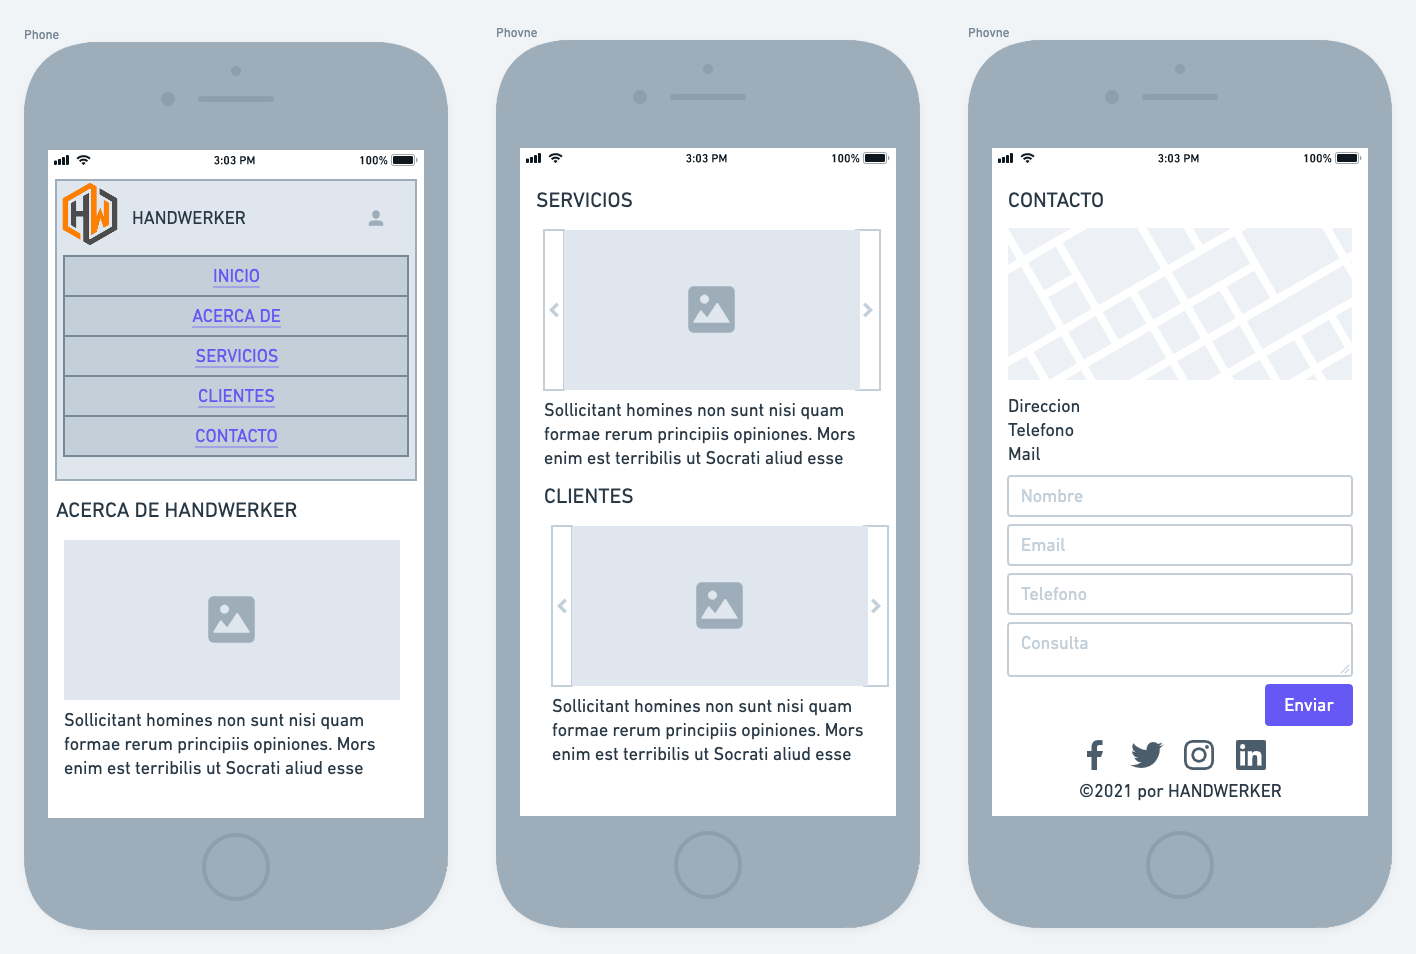 Phone
3:03 PM
100%
HW
HANDWERKER
INICIO
ACERCA DE
SERVICIOS
CLIENTES
CONTACTO
ACERCA DE HANDWERKER
Sollicitant homines non sunt nisi quam
formae rerum principiis opiniones. Mors
enim est terribilis ut Socrati aliud esse
Phovne
3:03 PM
100%
SERVICIOS
Sollicitant homines non sunt nisi quam
formae rerum principiis opiniones. Mors
enim est terribilis ut Socrati aliud esse
CLIENTES
Sollicitant homines non sunt nisi quam
formae rerum principiis opiniones. Mors
enim est terribilis ut Socrati aliud esse
Phovne
3:03 PM
100%
CONTACTO
Direccion
Telefono
Mail
Nombre
Email
Telefono
Consulta
Enviar
©2021 por HANDWERKER